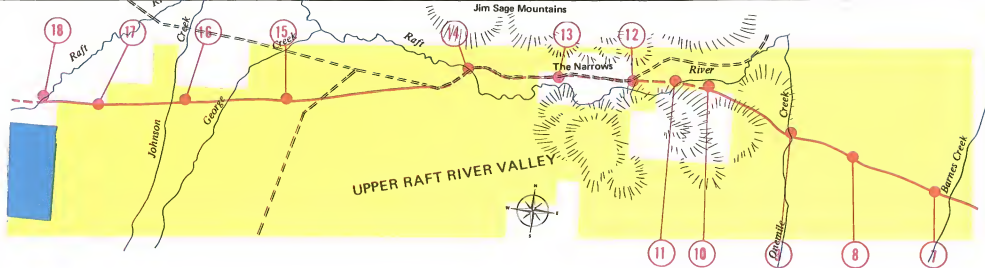 Jim Sage Mountains
18
17
16
15
14
13
12
Raft
Creek
Creek
Raft
The Narrows
River
Johnson
George
Creek
UPPER RAFT RIVER VALLEY
Barnes Creek
N
W
E
S
Onemile
11
10
8
7